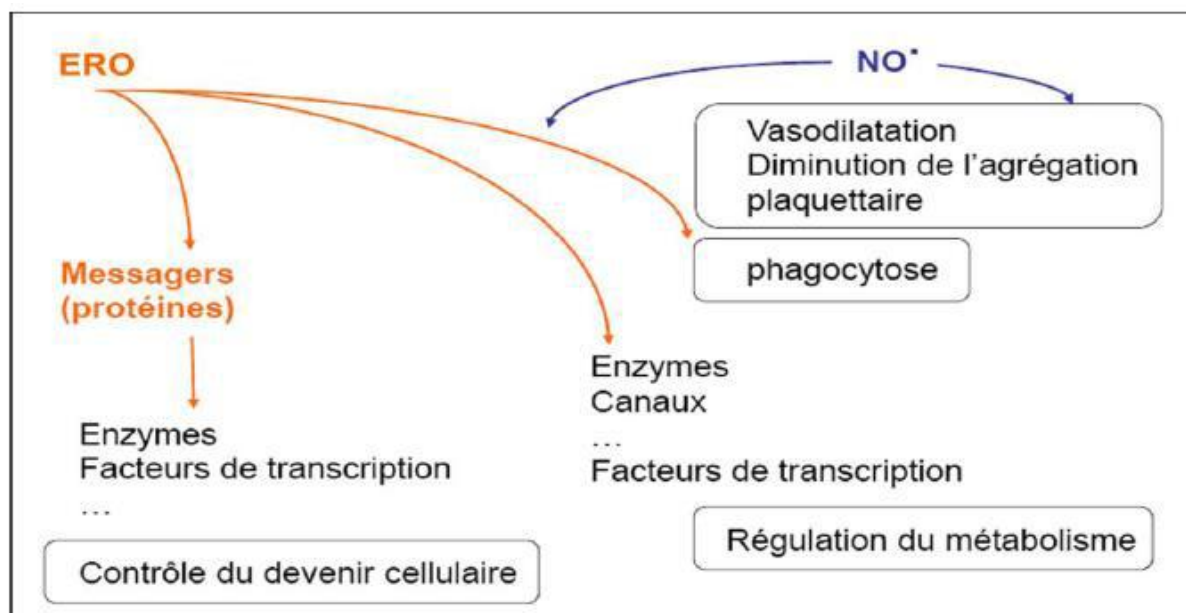 ERO
NO•
Vasodilatation
Diminution de l'agrégation
plaquettaire
phagocytose
Messagers
(protéines)
Enzymes
Canaux
…
Facteurs de transcription
Enzymes
Facteurs de transcription
…
Régulation du métabolisme
Contrôle du devenir cellulaire